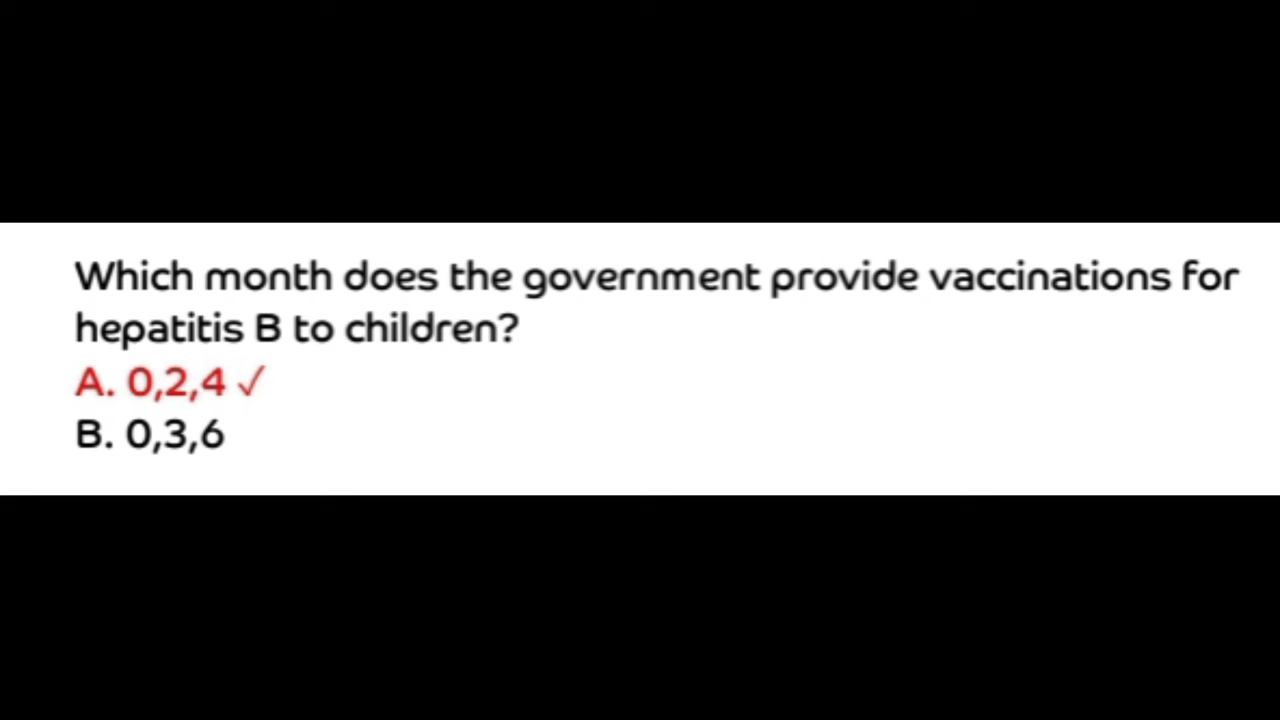 Which month does the government provide vaccinations for
hepatitis B to children?
A. 0,2,4 ✓
B. 0,3,6